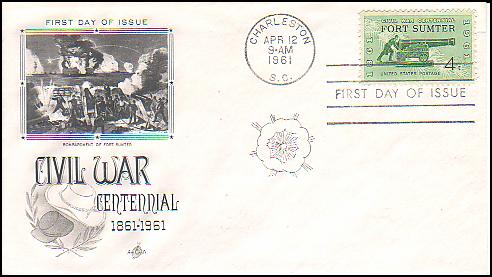 FIRST DAY OF ISSUE
BOMBARDMENT OF FORT SUMTER
CIVIL WAR
CENTENNIAL
1861-1961
CHARLESTON
APR 12
9-AM
1961
S.C.
CIVIL WAR CENTENNIAL
FORT SUMTER
1861
1961
4¢
UNITED STATES POSTAGE
FIRST DAY OF ISSUE